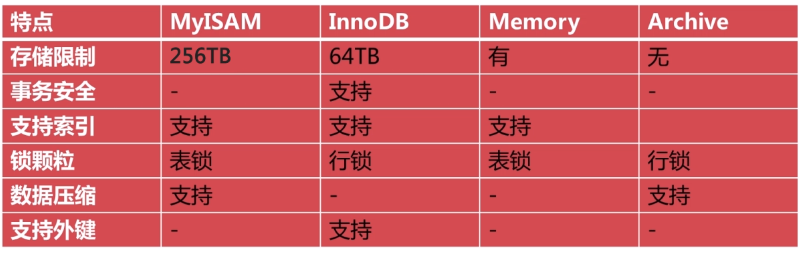 特点 MyISAM InnoDB Memory Archive
存储限制 256TB 64TB 有 无
事务安全 - 支持 - -
支持索引 支持 支持 支持
锁颗粒 表锁 行锁 表锁 行锁
数据压缩 支持 - - 支持
支持外键 - 支持 - -